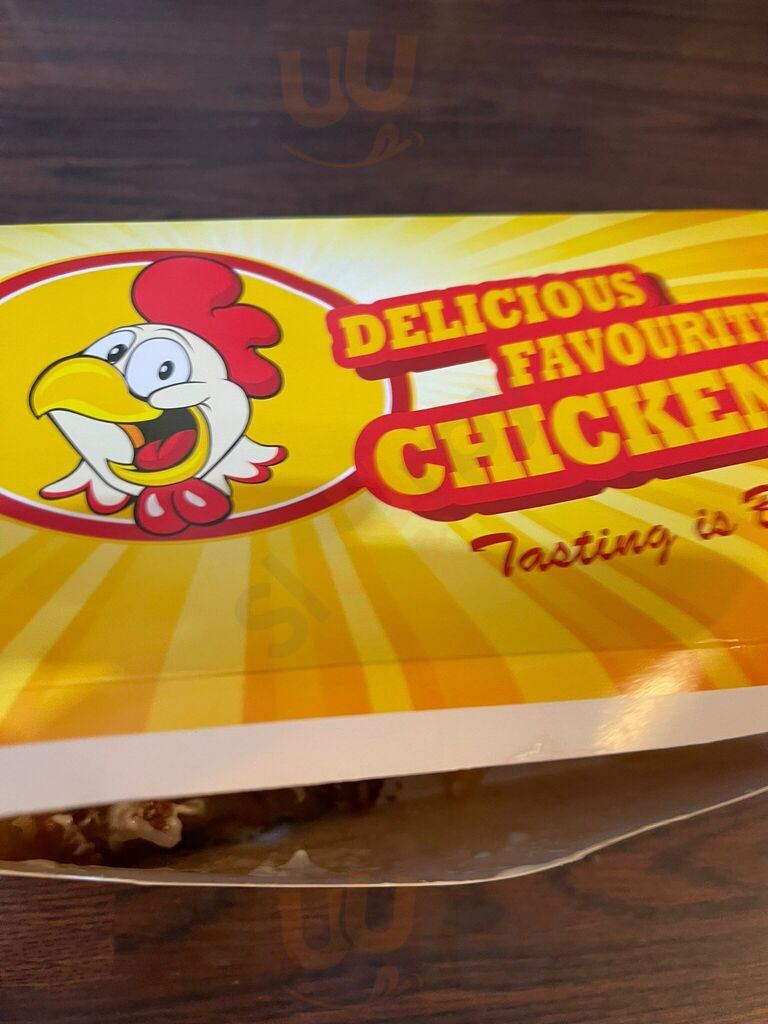 DELICIOUS
FAVOURITE
CHICKEN
Tasting is